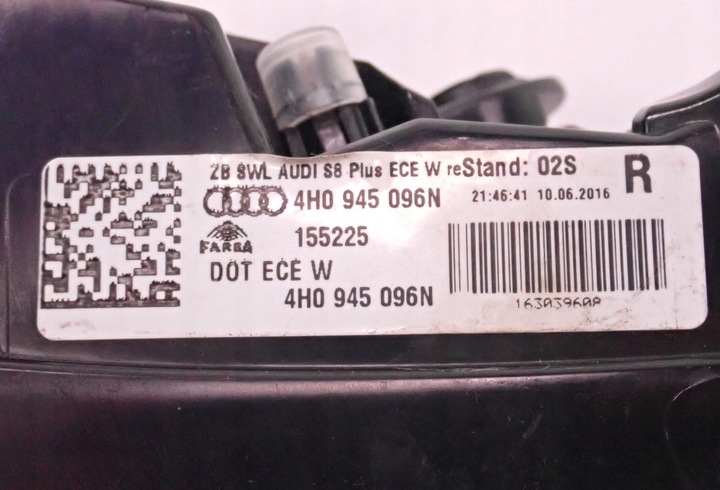 ZB SWL AUDI S8 Plus ECE W reStand: 02S
R
4H0 945 096N
21:46:41 10.06.2016
FARBA
155225
DOT ECE W
4H0 945 096N
163039608